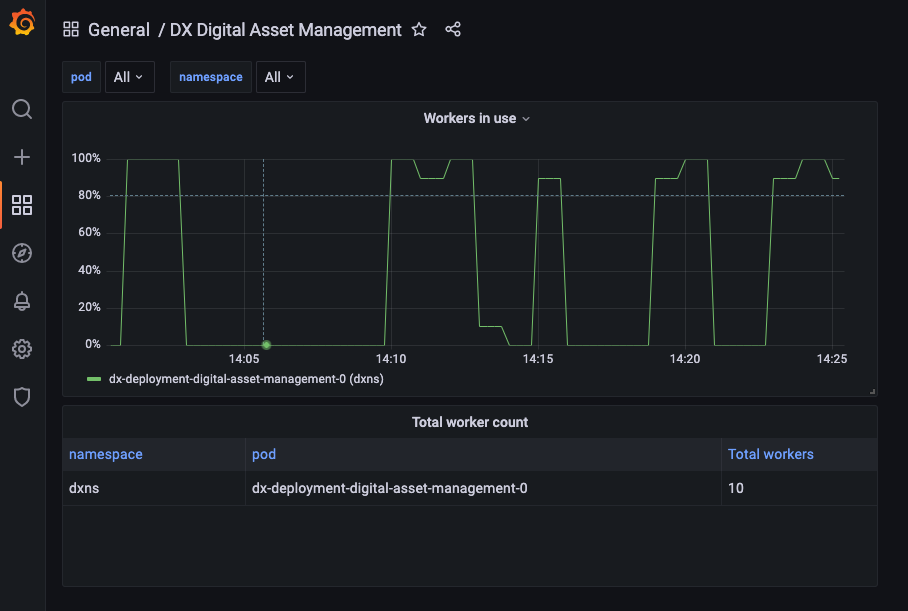 General / DX Digital Asset Management
pod All namespace All
Workers in use
100%
80%
60%
40%
20%
0%
14:05 14:10 14:15 14:20 14:25
dx-deployment-digital-asset-management-0 (dxns)
Total worker count
namespace pod Total workers
dxns dx-deployment-digital-asset-management-0 10